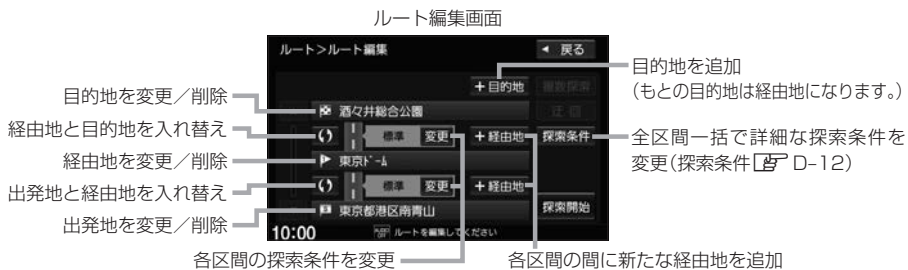 ルート編集画面
ルート>ルート編集
◀ 戻る
+目的地
複数探索
目的地を追加
(もとの目的地は経由地になります。)
目的地を変更/削除
酒々井総合公園
迂回
経由地と目的地を入れ替え
標準 変更
+経由地
探索条件
全区間一括で詳細な探索条件を
変更(探索条件 D-12)
経由地を変更/削除
東京ドーム
出発地と経由地を入れ替え
標準 変更
+経由地
出発地を変更/削除
東京都港区南青山
探索開始
10:00
AUDIO OFF
ルートを編集してください
各区間の探索条件を変更
各区間の間に新たな経由地を追加